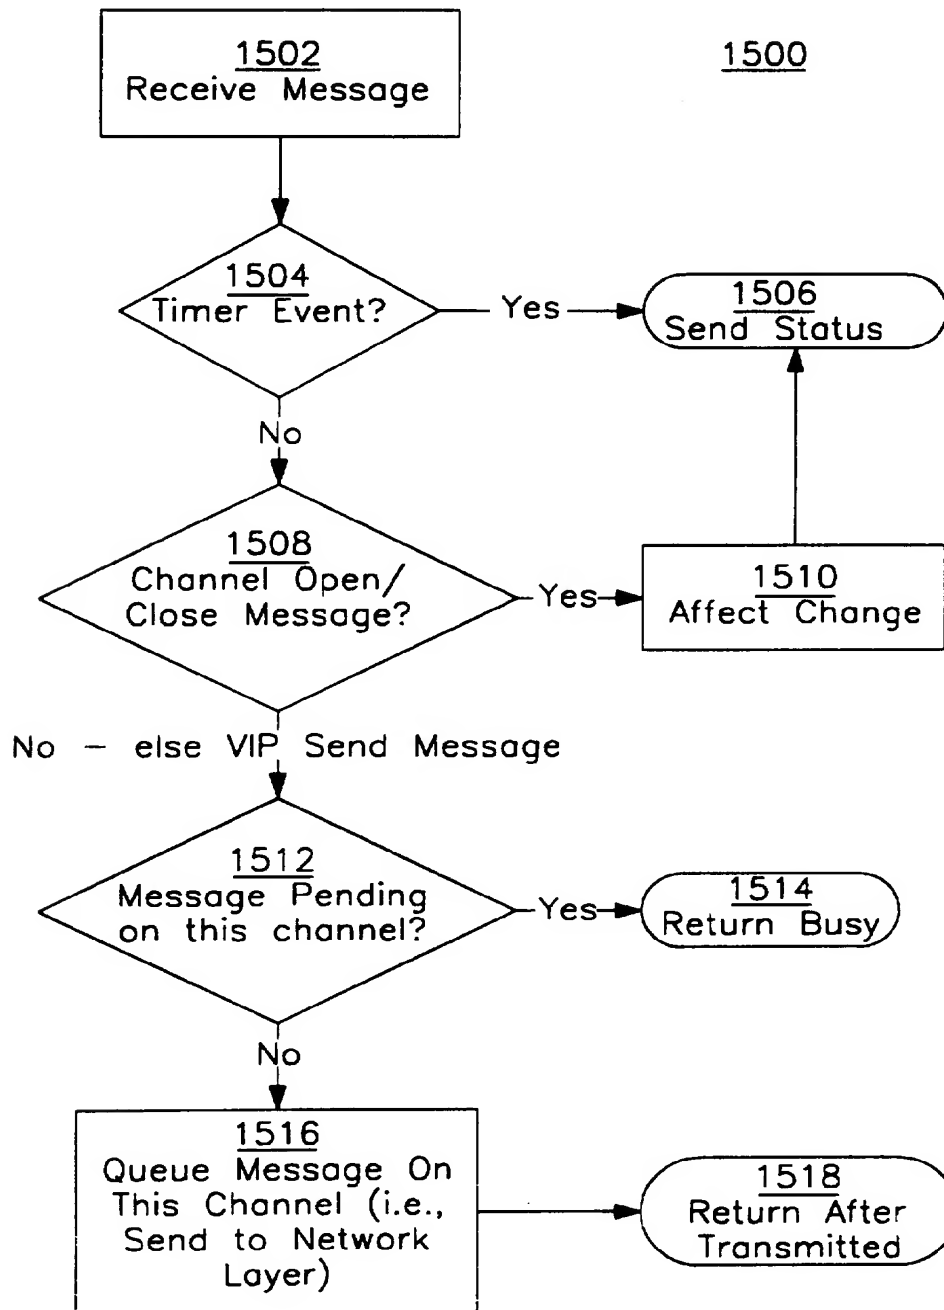 1502
Receive Message
1500
1504
Timer Event?
Yes
1506
Send Status
No
1508
Channel Open/
Close Message?
Yes
1510
Affect Change
No - else VIP Send Message
1512
Message Pending
on this channel?
Yes
1514
Return Busy
No
1516
Queue Message On
This Channel (i.e.,
Send to Network
Layer)
1518
Return After
Transmitted